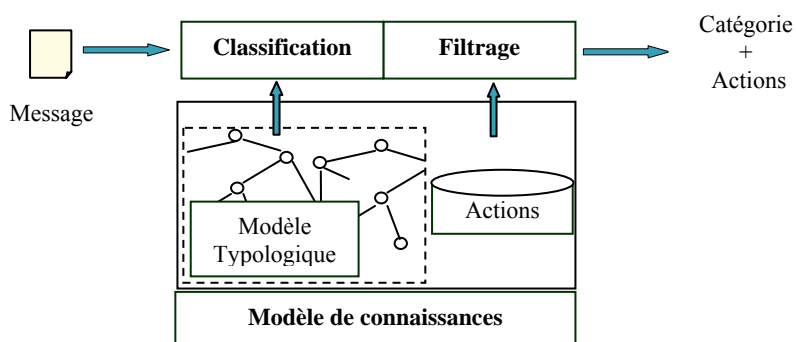 Classification
Filtrage
Catégorie
+
Actions
Message
Modèle
Typologique
Actions
Modèle de connaissances